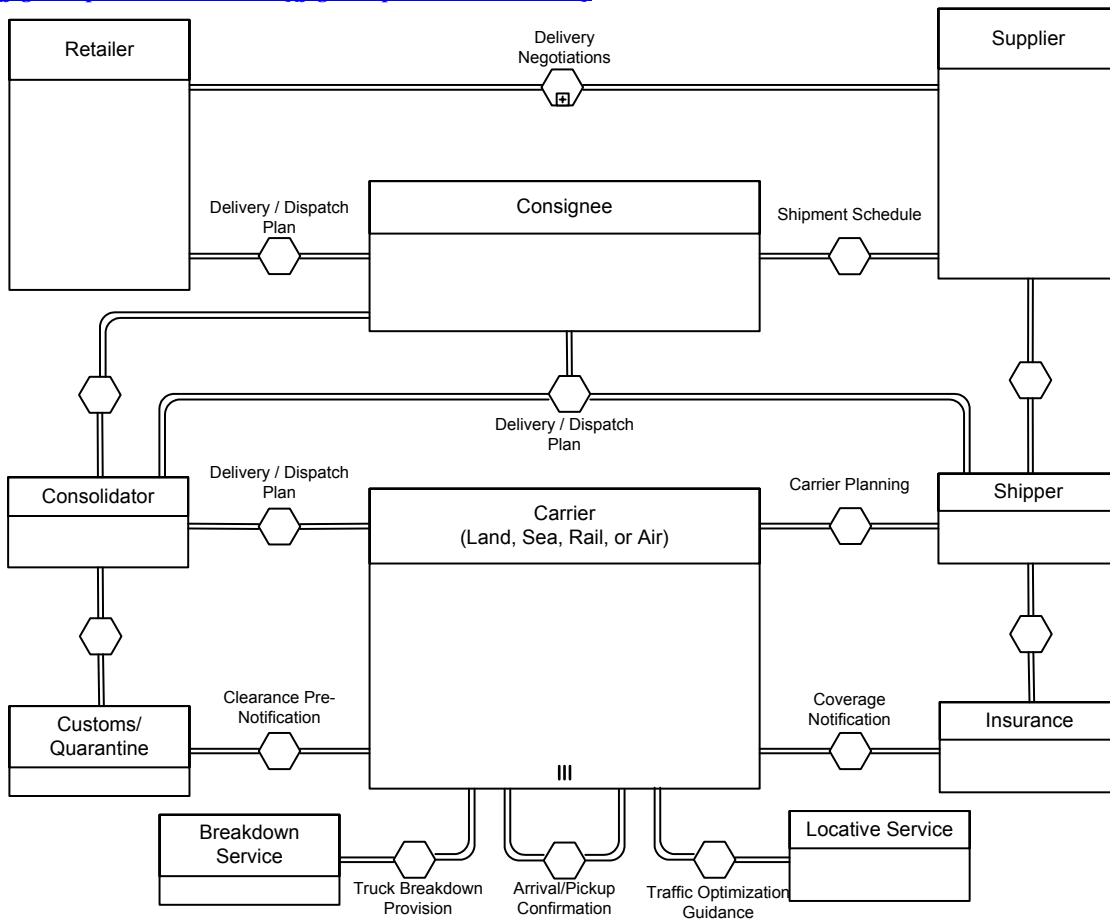 Retailer
Delivery
Negotiations
Supplier
Delivery / Dispatch
Plan
Consignee
Shipment Schedule
Delivery / Dispatch
Plan
Consolidator
Delivery / Dispatch
Plan
Carrier
(Land, Sea, Rail, or Air)
Carrier Planning
Shipper
Customs/
Quarantine
Clearance Pre-
Notification
Coverage
Notification
Insurance
Breakdown
Service
Truck Breakdown
Provision
Arrival/Pickup
Confirmation
Traffic Optimization
Guidance
Locative Service